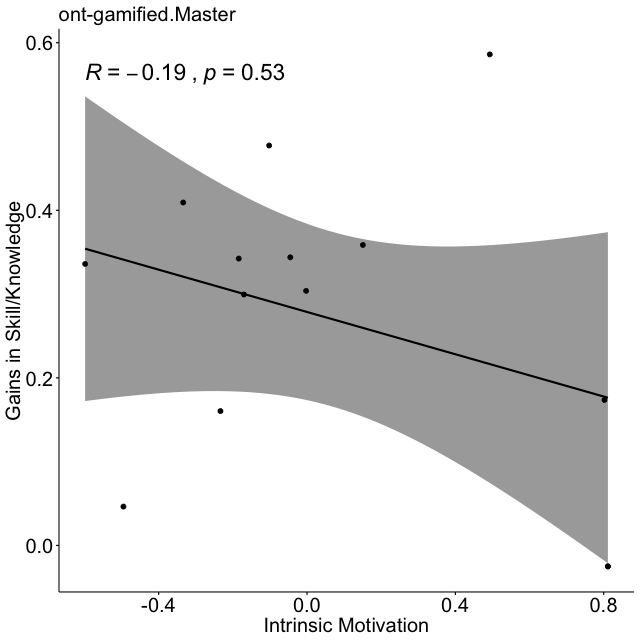 ont-gamified.Master
R = −0.19 , p = 0.53
Gains in Skill/Knowledge
0.6
0.4
0.2
0.0
-0.4 0.0 0.4 0.8
Intrinsic Motivation